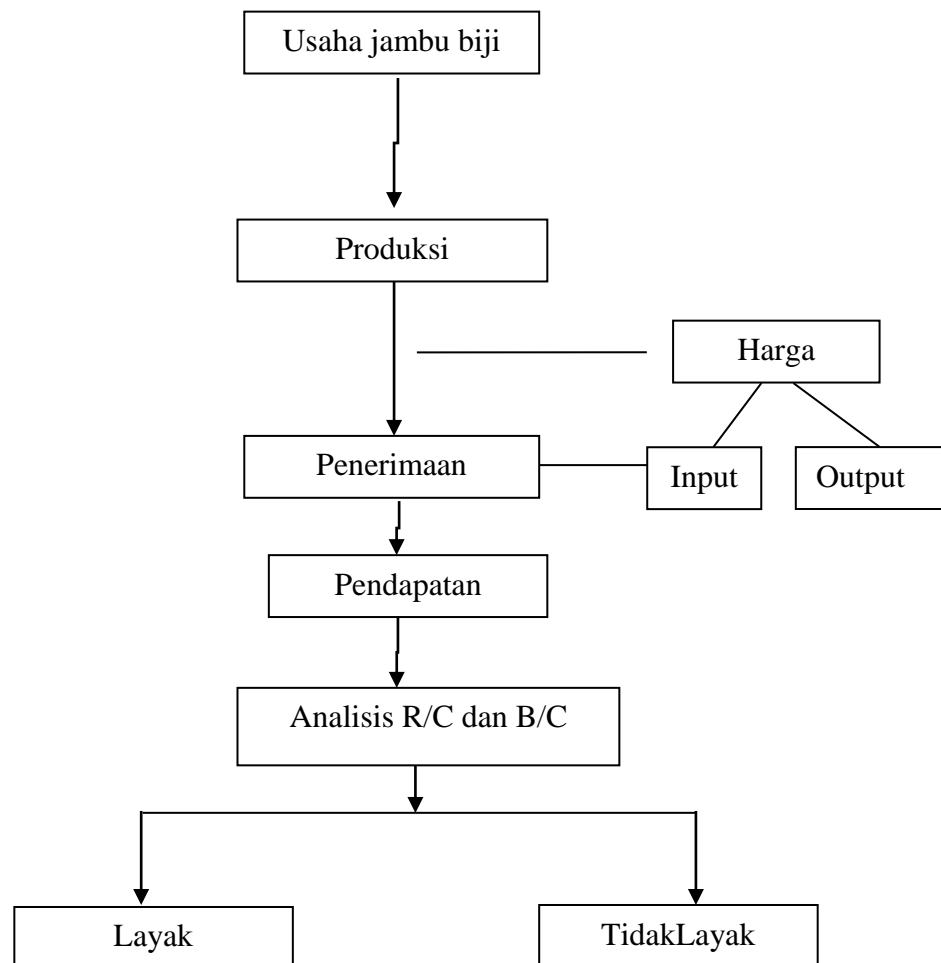 Usaha jambu biji
Produksi
Harga
Penerimaan
Input
Output
Pendapatan
Analisis R/C dan B/C
Layak
TidakLayak